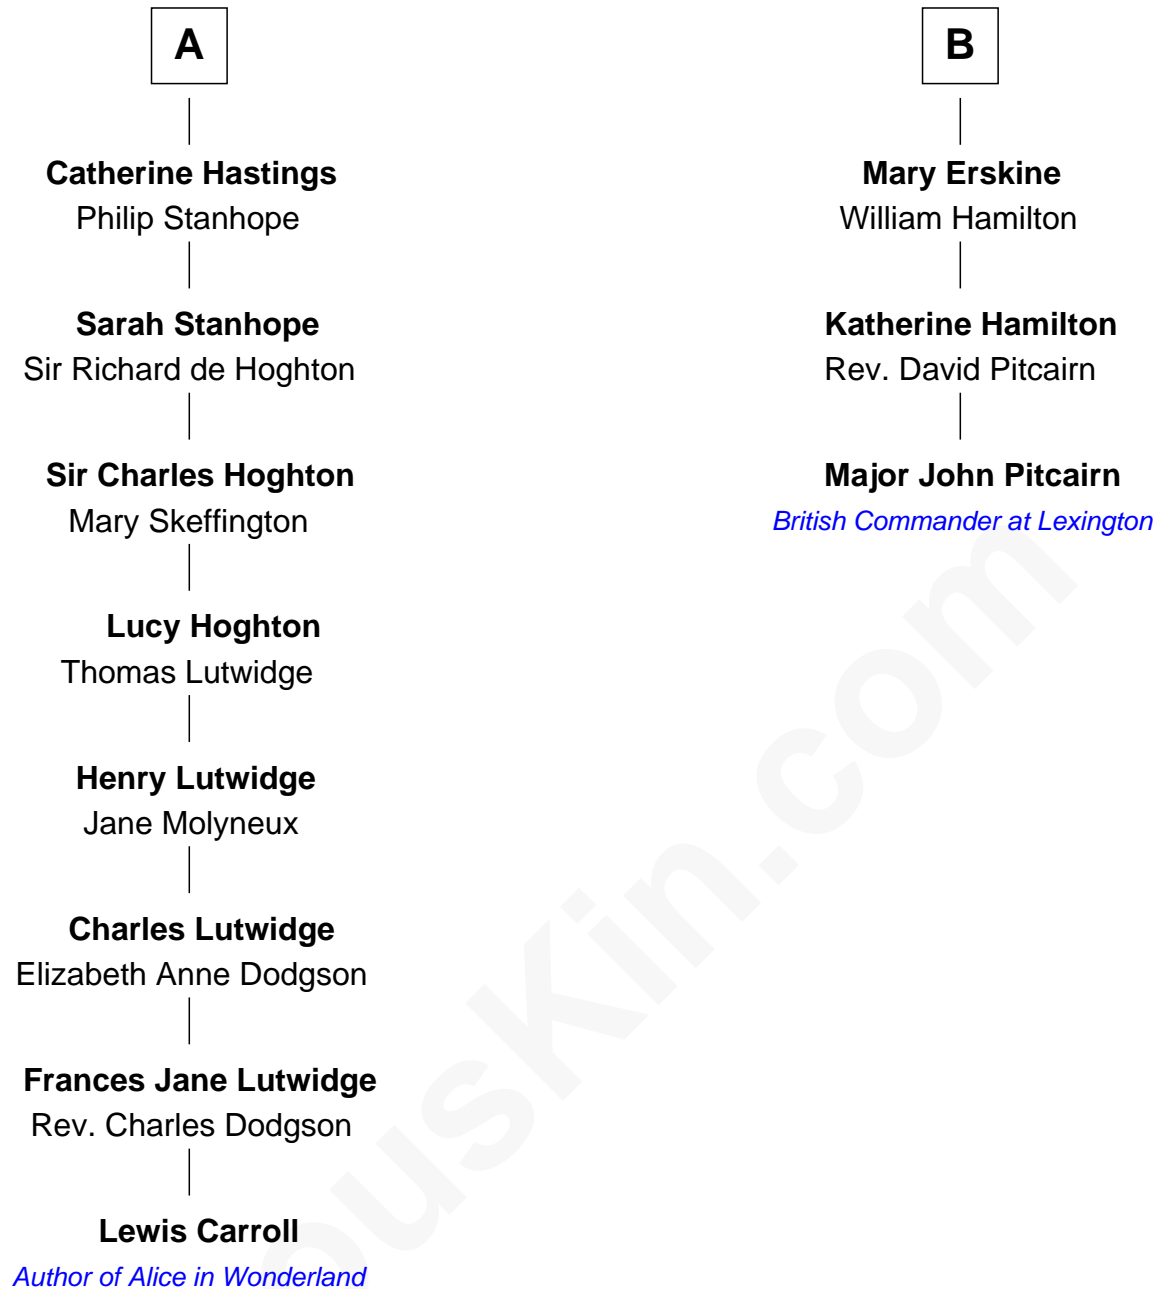 A
Catherine Hastings
Philip Stanhope
Sarah Stanhope
Sir Richard de Hoghton
Sir Charles Hoghton
Mary Skeffington
Lucy Hoghton
Thomas Lutwidge
Henry Lutwidge
Jane Molyneux
Charles Lutwidge
Elizabeth Anne Dodgson
Frances Jane Lutwidge
Rev. Charles Dodgson
Lewis Carroll
Author of Alice in Wonderland
B
Mary Erskine
William Hamilton
Katherine Hamilton
Rev. David Pitcairn
Major John Pitcairn
British Commander at Lexington
ousKin.com